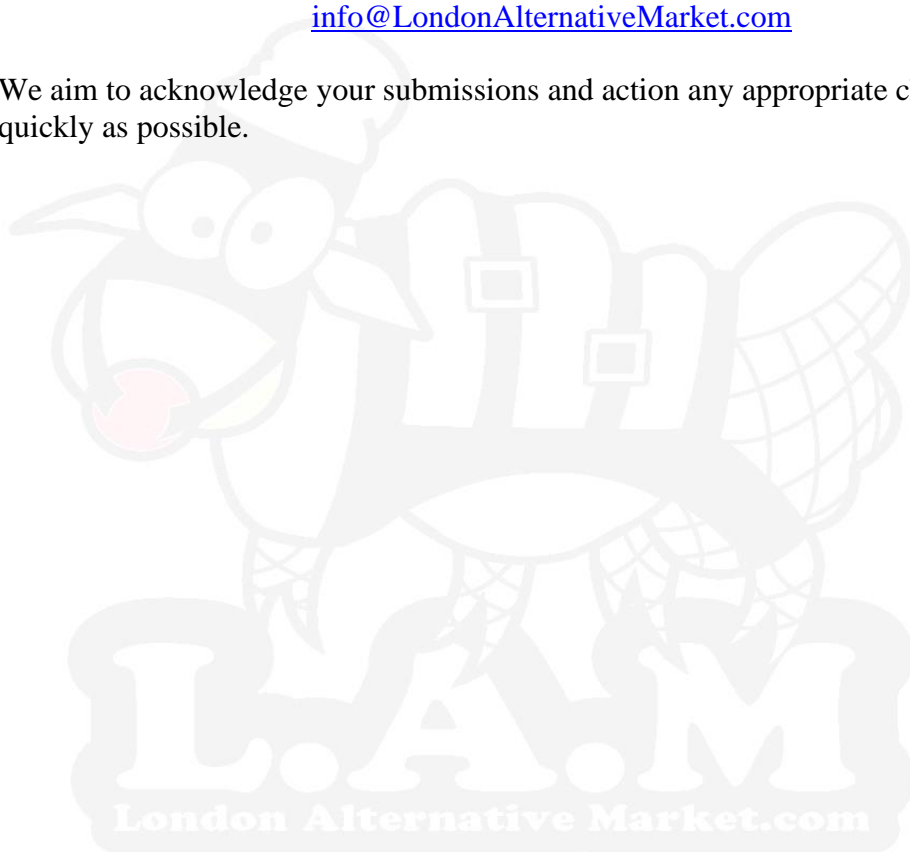 info@LondonAlternativeMarket.com
We aim to acknowledge your submissions and action any appropriate c
quickly as possible.
L.A.M
London Alternative Market.com